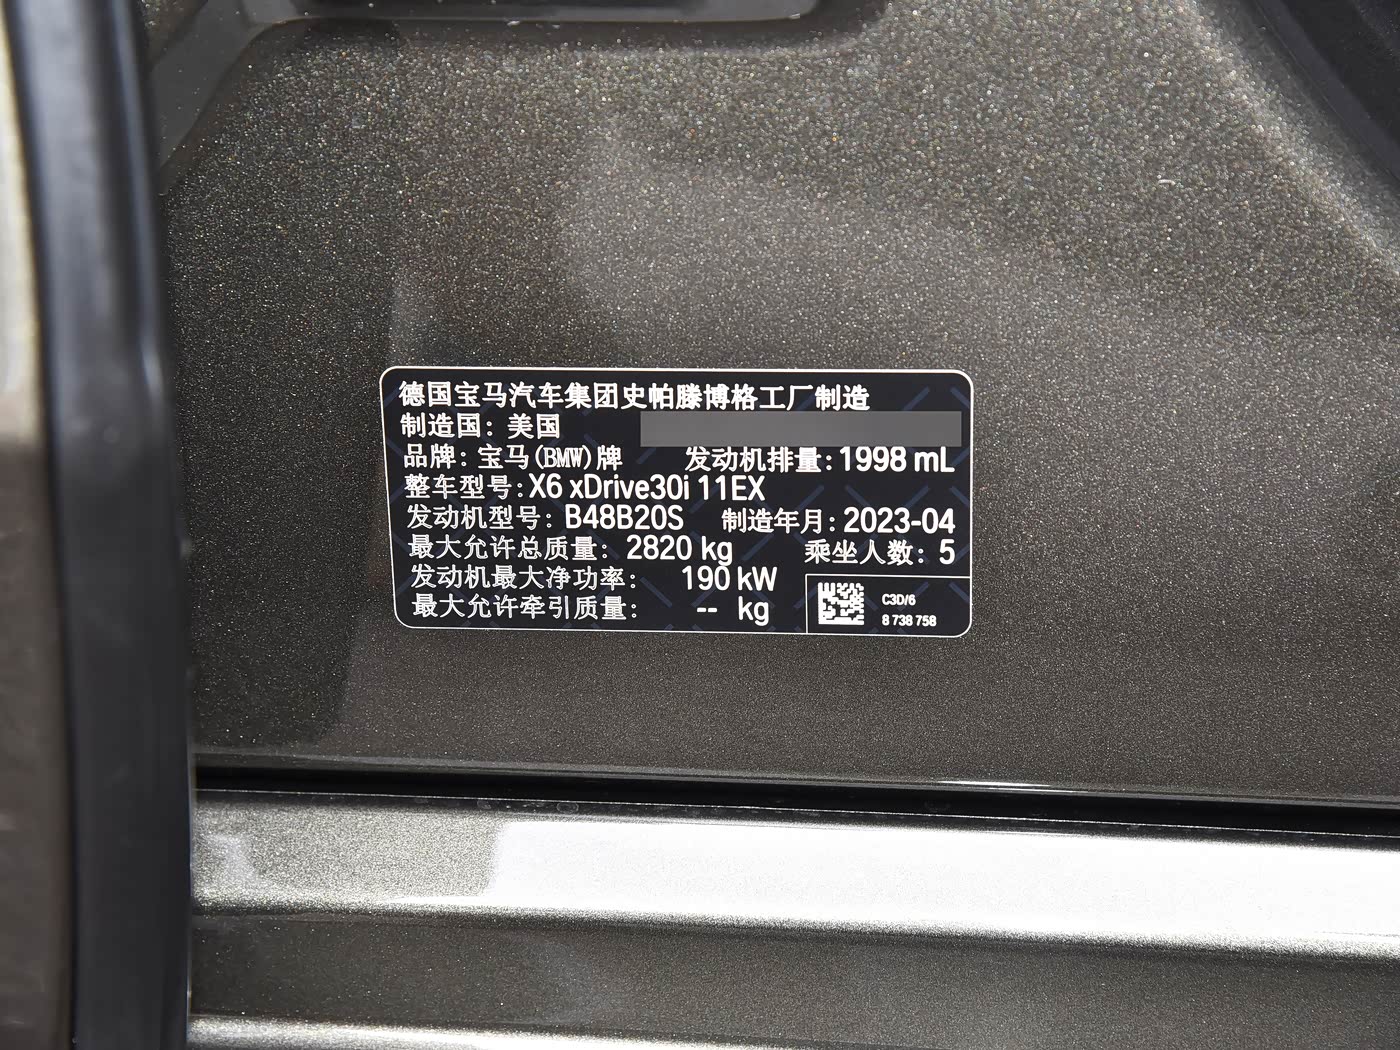 德国宝马汽车集团史帕滕博格工厂制造
制造国：美国
品牌：宝马(BMW)牌 发动机排量：1998 mL
整车型号：X6 xDrive30i 11EX
发动机型号：B48B20S 制造年月：2023-04
最大允许总质量：2820 kg 乘坐人数：5
发动机最大净功率：190 kW
最大允许牵引质量：-- kg
C3D/6
8 738 758